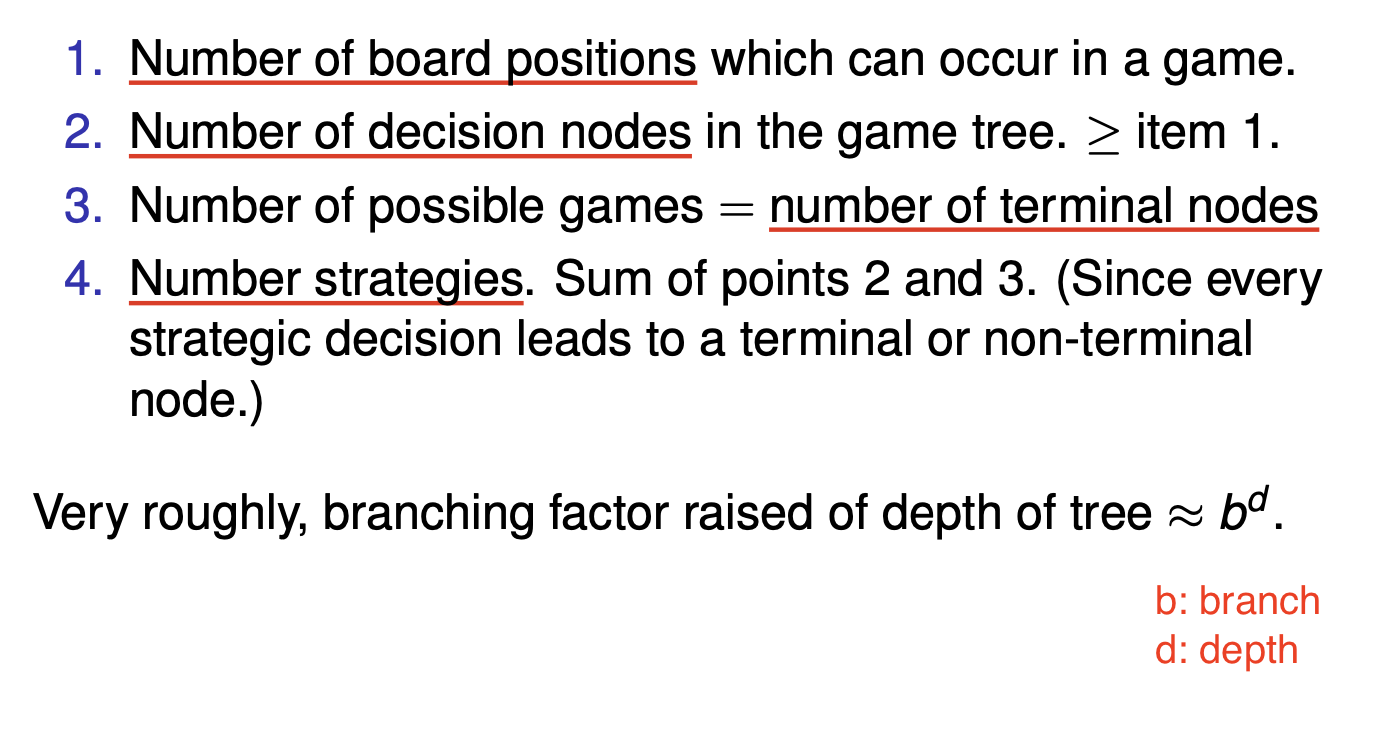 1. Number of board positions which can occur in a game.
2. Number of decision nodes in the game tree. ≥ item 1.
3. Number of possible games = number of terminal nodes
4. Number strategies. Sum of points 2 and 3. (Since every
strategic decision leads to a terminal or non-terminal
node.)
Very roughly, branching factor raised of depth of tree ≈ b^d.
b: branch
d: depth